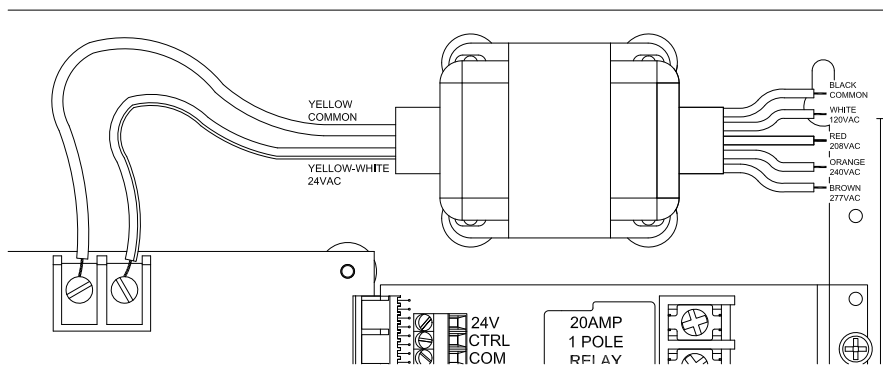 YELLOW
COMMON
YELLOW-WHITE
24VAC
BLACK
COMMON
WHITE
120VAC
RED
208VAC
ORANGE
240VAC
BROWN
277VAC
24V
CTRL
COM
20AMP
1 POLE
RELAY